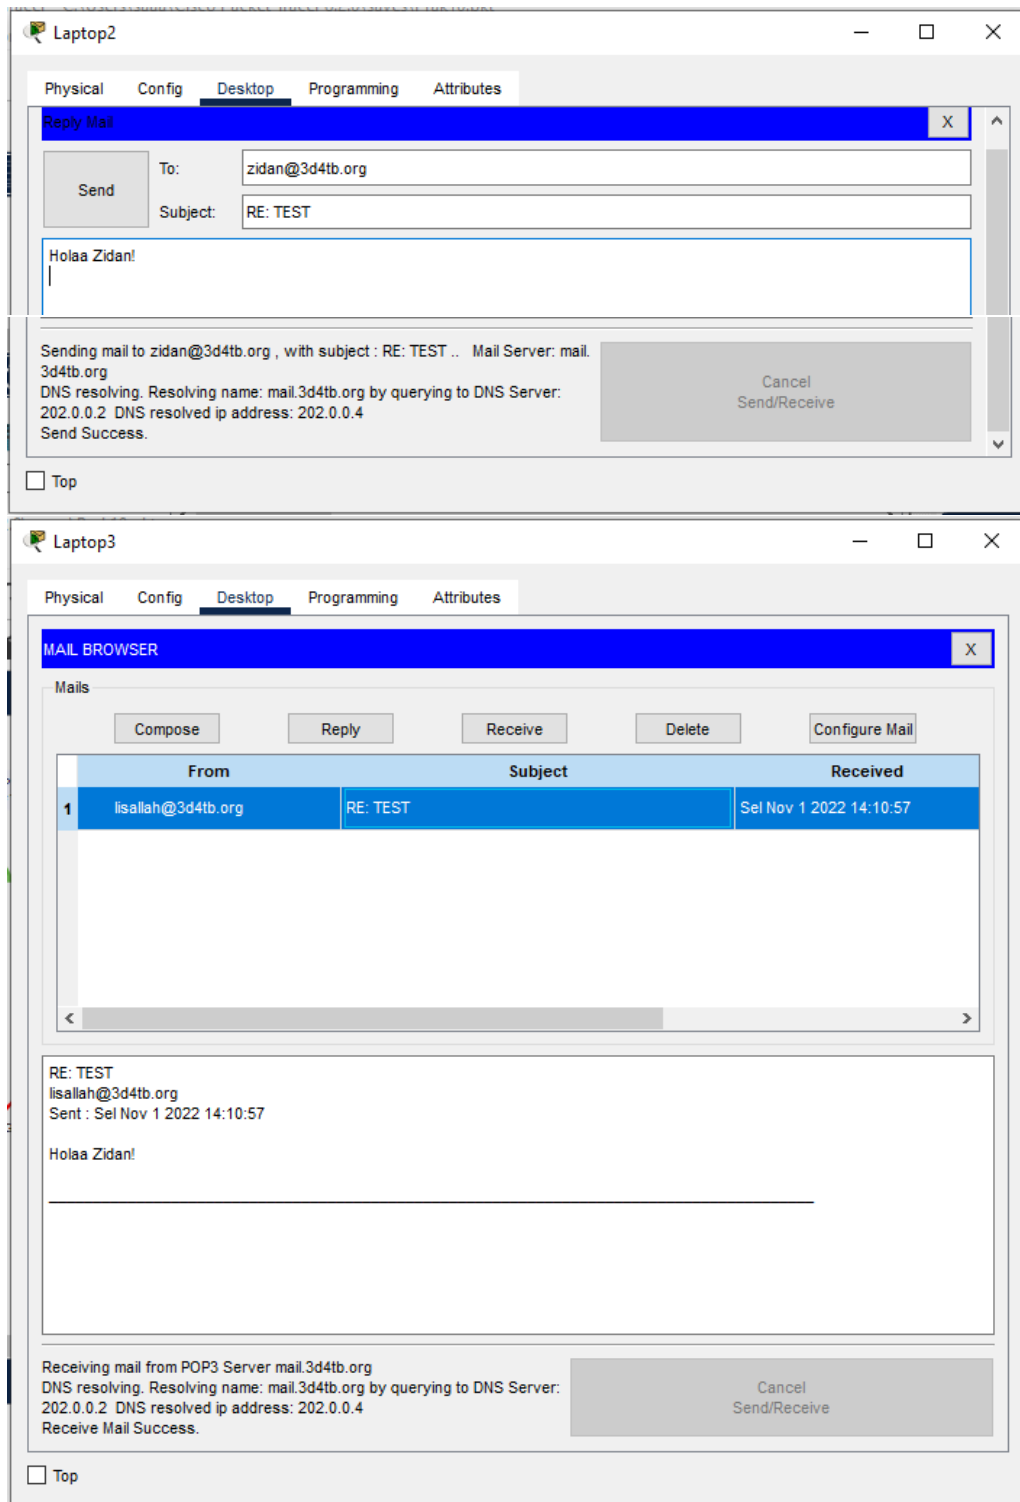 Laptop2
Physical Config Desktop Programming Attributes
Reply Mail X
Send
To: zidan@3d4tb.org
Subject: RE: TEST
Holaa Zidan!
Sending mail to zidan@3d4tb.org , with subject : RE: TEST .. Mail Server: mail.
3d4tb.org
DNS resolving. Resolving name: mail.3d4tb.org by querying to DNS Server:
202.0.0.2 DNS resolved ip address: 202.0.0.4
Send Success.
Cancel
Send/Receive
Top
Laptop3
Physical Config Desktop Programming Attributes
MAIL BROWSER X
Mails
Compose Reply Receive Delete Configure Mail
From Subject Received
1 lisallah@3d4tb.org RE: TEST Sel Nov 1 2022 14:10:57
RE: TEST
lisallah@3d4tb.org
Sent : Sel Nov 1 2022 14:10:57
Holaa Zidan!
Receiving mail from POP3 Server mail.3d4tb.org
DNS resolving. Resolving name: mail.3d4tb.org by querying to DNS Server:
202.0.0.2 DNS resolved ip address: 202.0.0.4
Receive Mail Success.
Cancel
Send/Receive
Top